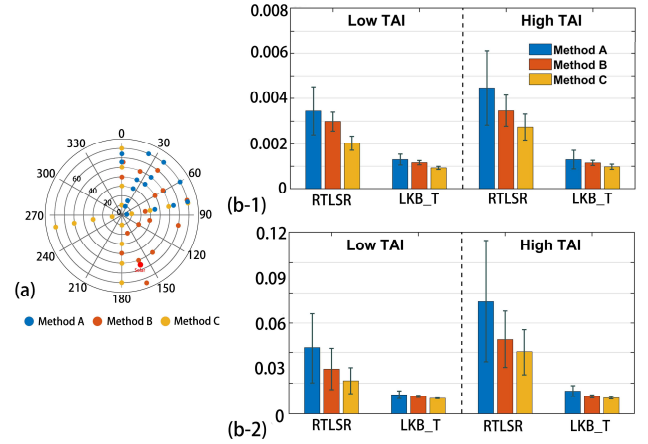 0
330
30
300
60
60
40
20
0
270
90
240
120
210
150
180
Solar
(a)
Method A
Method B
Method C
0.008
0.006
0.004
0.002
0
Low TAI
High TAI
Method A
Method B
Method C
RTLSR
LKB_T
RTLSR
LKB_T
(b-1)
0.12
0.09
0.06
0.03
0
Low TAI
High TAI
RTLSR
LKB_T
RTLSR
LKB_T
(b-2)